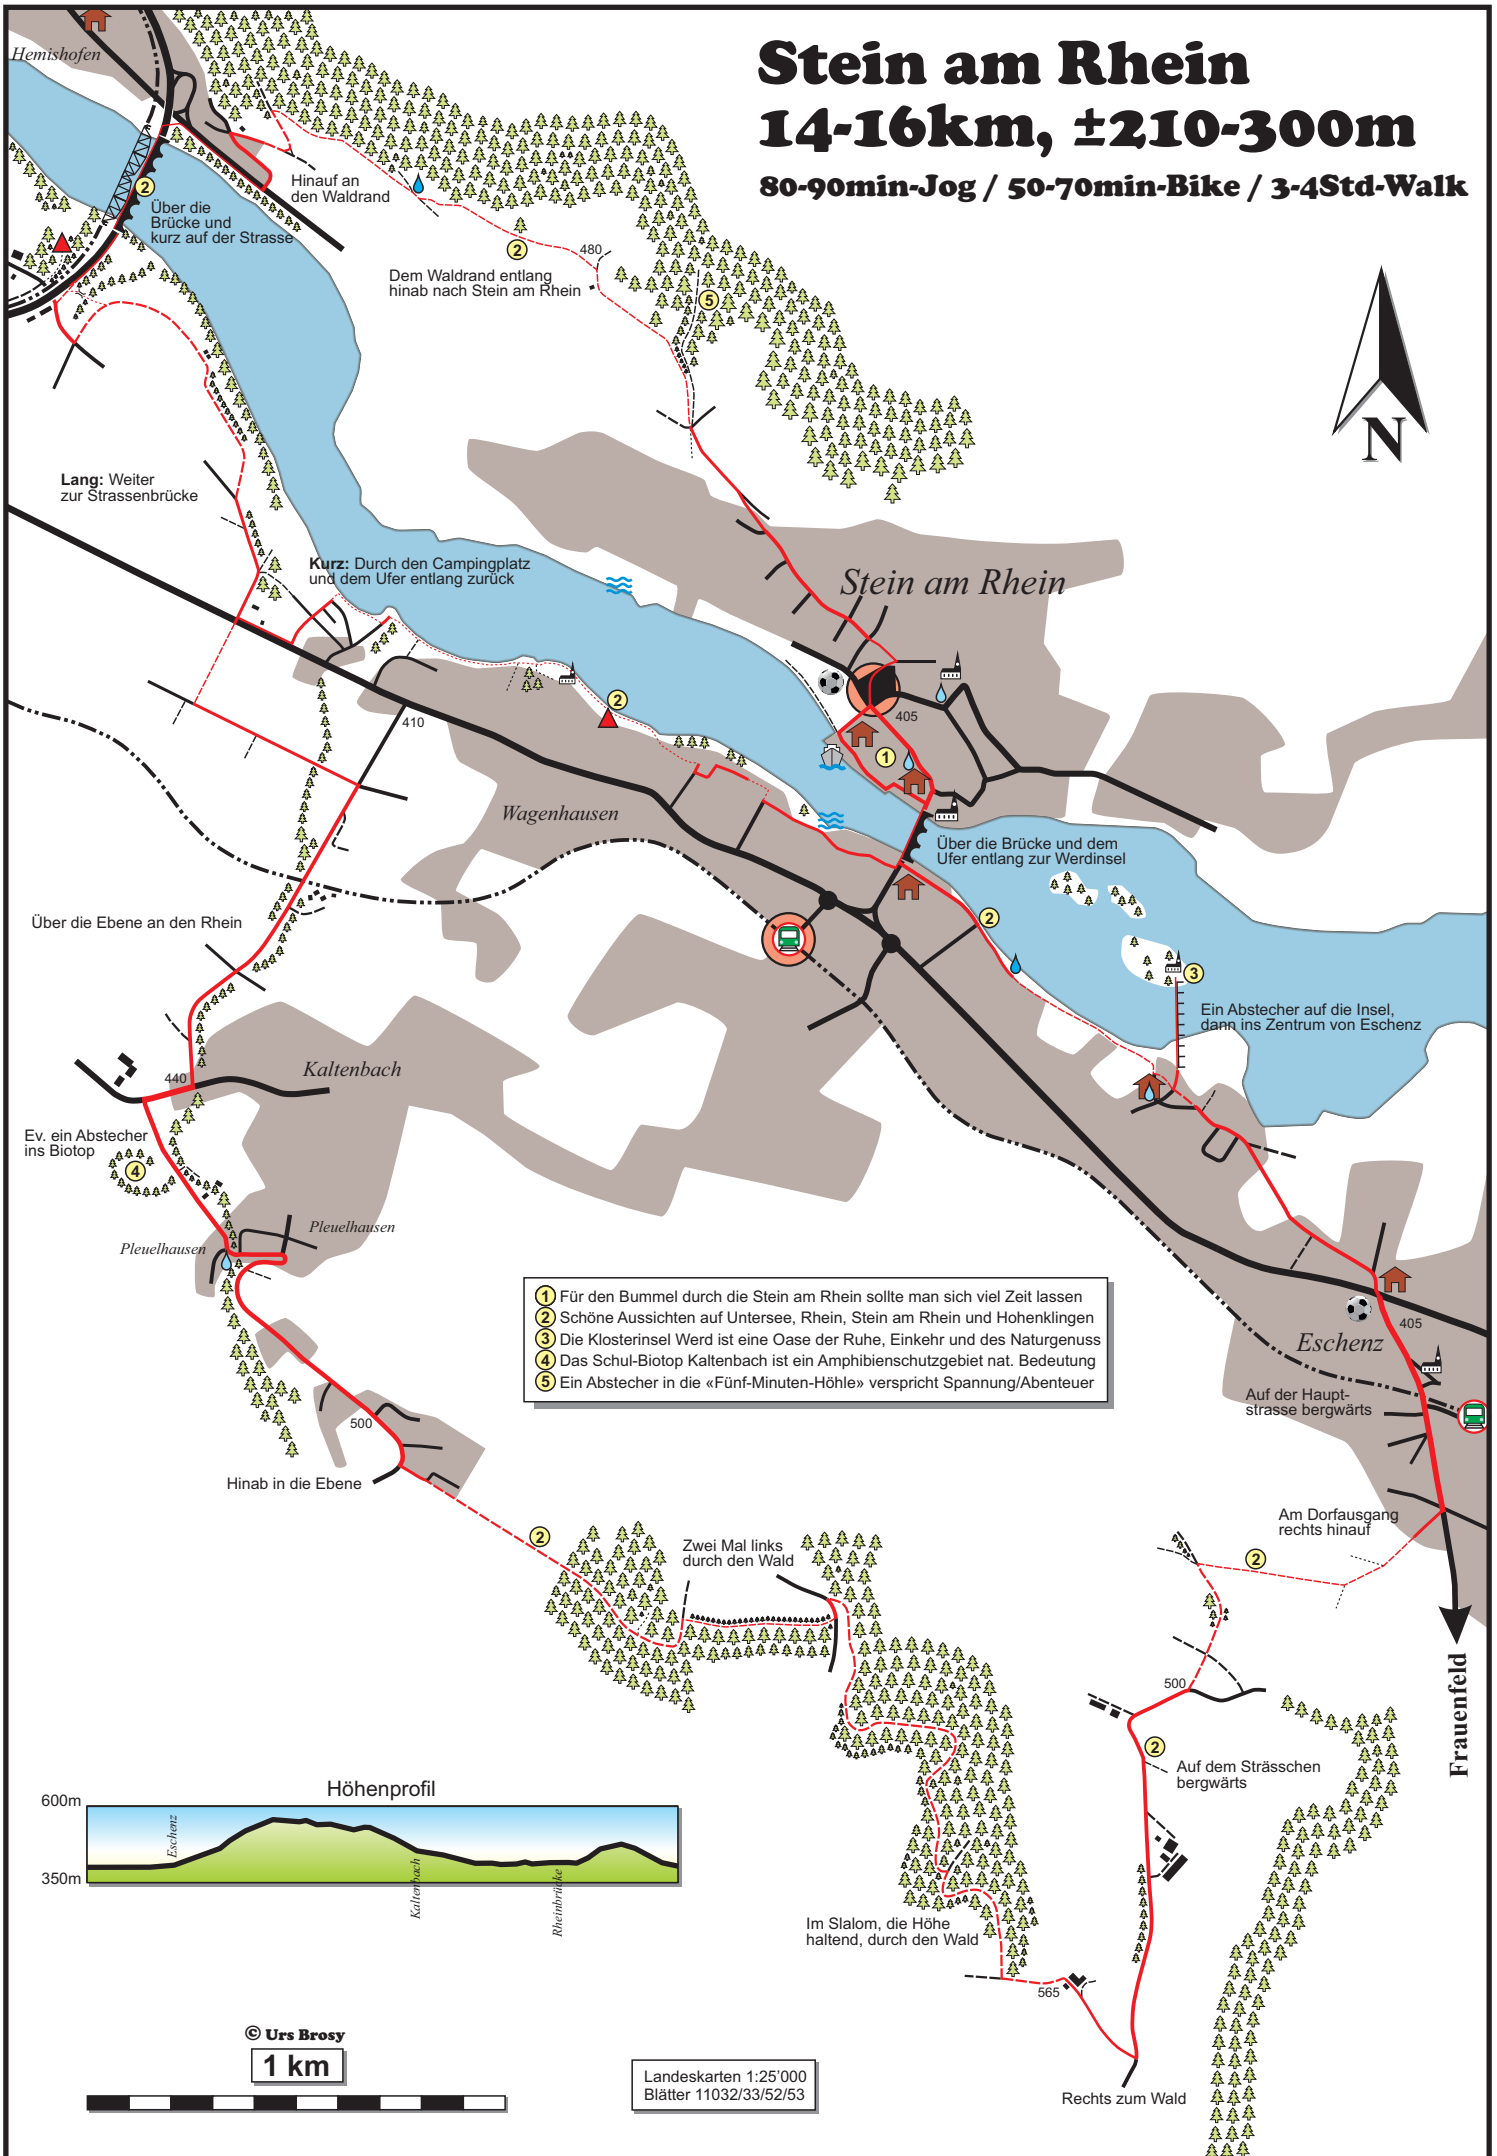 Stein am Rhein
14-16km, ±210-300m
80-90min-Jog / 50-70min-Bike / 3-4Std-Walk
Hemishofen
2
Über die
Brücke und
kurz auf der Strasse
Hinauf an
den Waldrand
2
480
Dem Waldrand entlang
hinab nach Stein am Rhein
5
N
Lang: Weiter
zur Strassenbrücke
Kurz: Durch den Campingplatz
und dem Ufer entlang zurück
Stein am Rhein
2
410
405
1
Wagenhausen
Über die Brücke und dem
Ufer entlang zur Werdinsel
Über die Ebene an den Rhein
2
3
Ein Abstecher auf die Insel,
dann ins Zentrum von Eschenz
440
Kaltenbach
Ev. ein Abstecher
ins Biotop
4
Pleuelhausen
Pleuelhausen
1 Für den Bummel durch die Stein am Rhein sollte man sich viel Zeit lassen
2 Schöne Aussichten auf Untersee, Rhein, Stein am Rhein und Hohenklingen
3 Die Klosterinsel Werd ist eine Oase der Ruhe, Einkehr und des Naturgenuss
4 Das Schul-Biotop Kaltenbach ist ein Amphibienschutzgebiet nat. Bedeutung
5 Ein Abstecher in die «Fünf-Minuten-Höhle» verspricht Spannung/Abenteuer
405
Eschenz
Auf der Haupt-
strasse bergwärts
500
Hinab in die Ebene
2
Zwei Mal links
durch den Wald
Am Dorfausgang
rechts hinauf
2
Frauenfeld
500
2
Auf dem Strässchen
bergwärts
Höhenprofil
600m
350m
Eschenz
Kaltenbach
Rheinbrücke
Im Slalom, die Höhe
haltend, durch den Wald
565
Rechts zum Wald
© Urs Brosy
1 km
Landeskarten 1:25'000
Blätter 11032/33/52/53